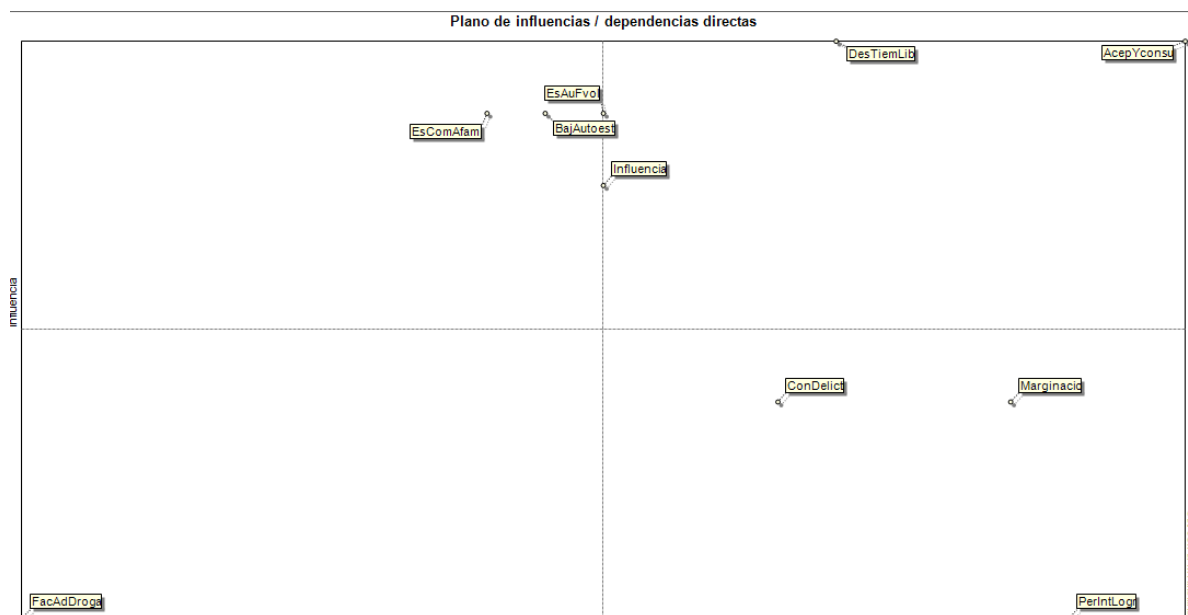 Plano de influencias / dependencias directas
DesTiemLib
AcepYconsu
EsAuFvol
EsComAfam
BajAutoest
Influencia
influencia
ConDelict
Marginacio
FacAdDroga
PerIntLogr